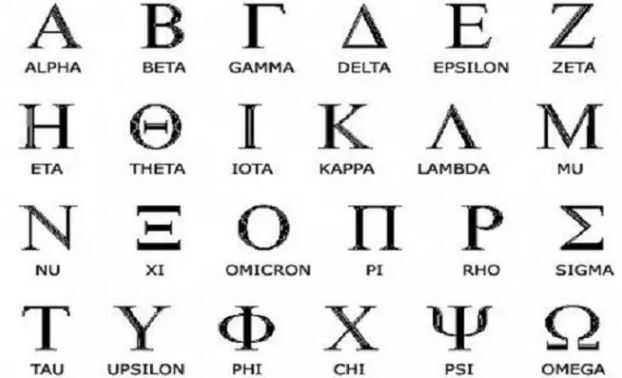 Α Β Γ Δ Ε Ζ
ALPHA BETA GAMMA DELTA EPSILON ZETA
Η Θ Ι Κ Λ Μ
ETA THETA IOTA KAPPA LAMBDA MU
Ν Ξ Ο Π Ρ Σ
NU XI OMICRON PI RHO SIGMA
Τ Υ Φ Χ Ψ Ω
TAU UPSILON PHI CHI PSI OMEGA